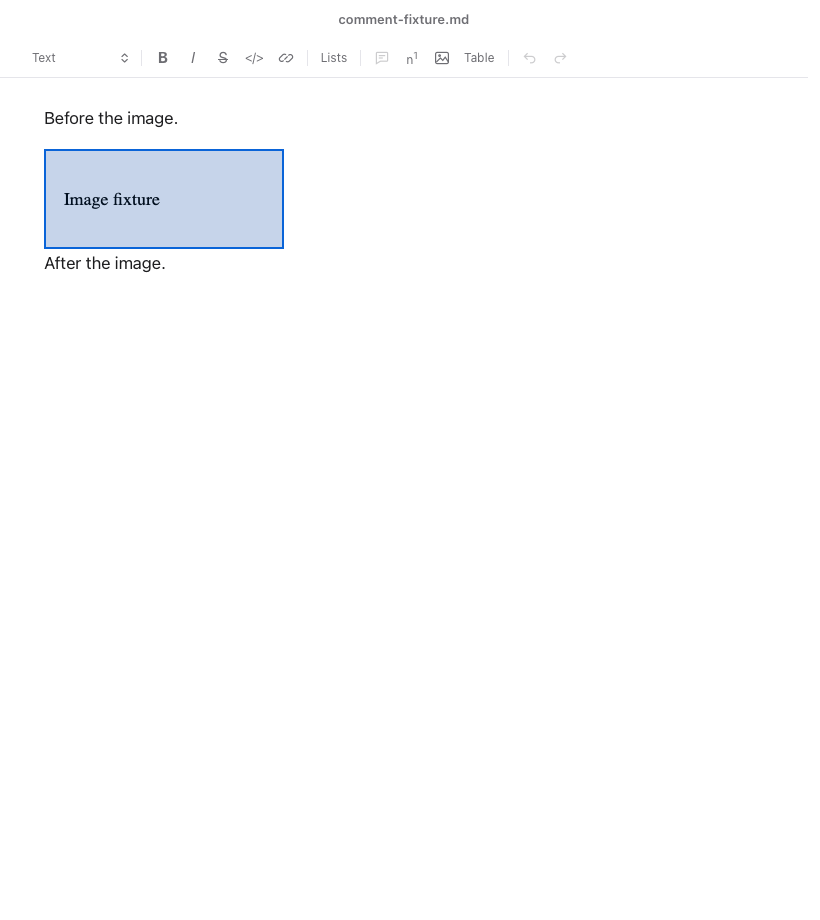 comment-fixture.md
Text B I S </> Lists n¹ Table
Before the image.
Image fixture
After the image.